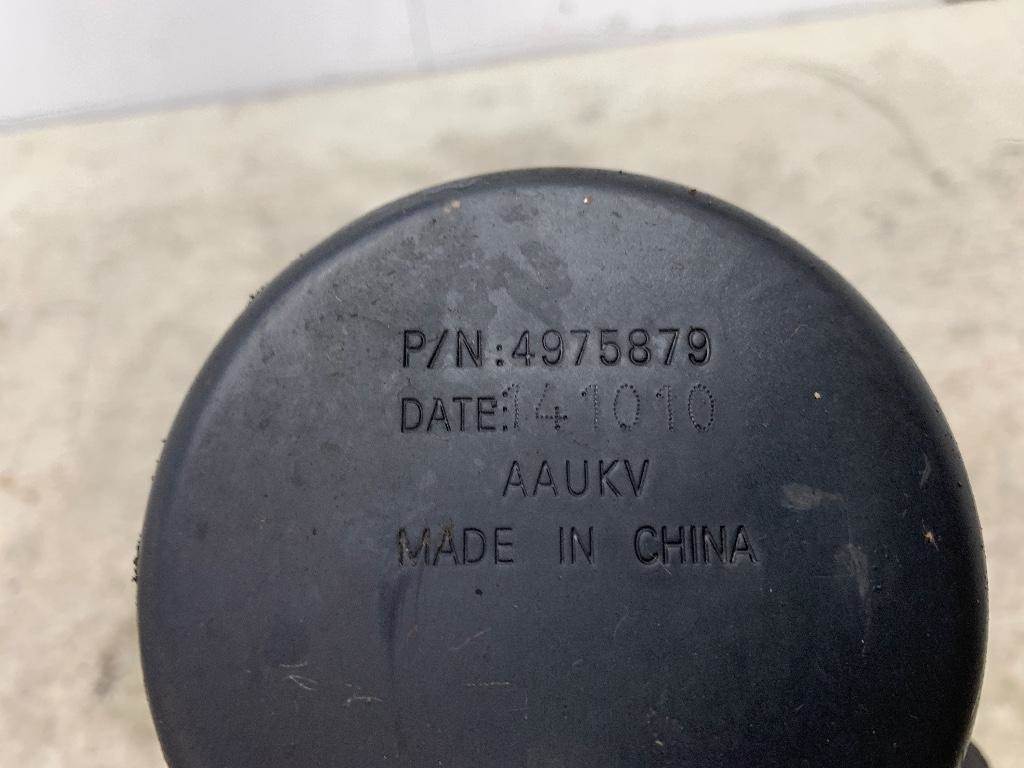 P/N:4975879
DATE:141010
AAUKV
MADE IN CHINA